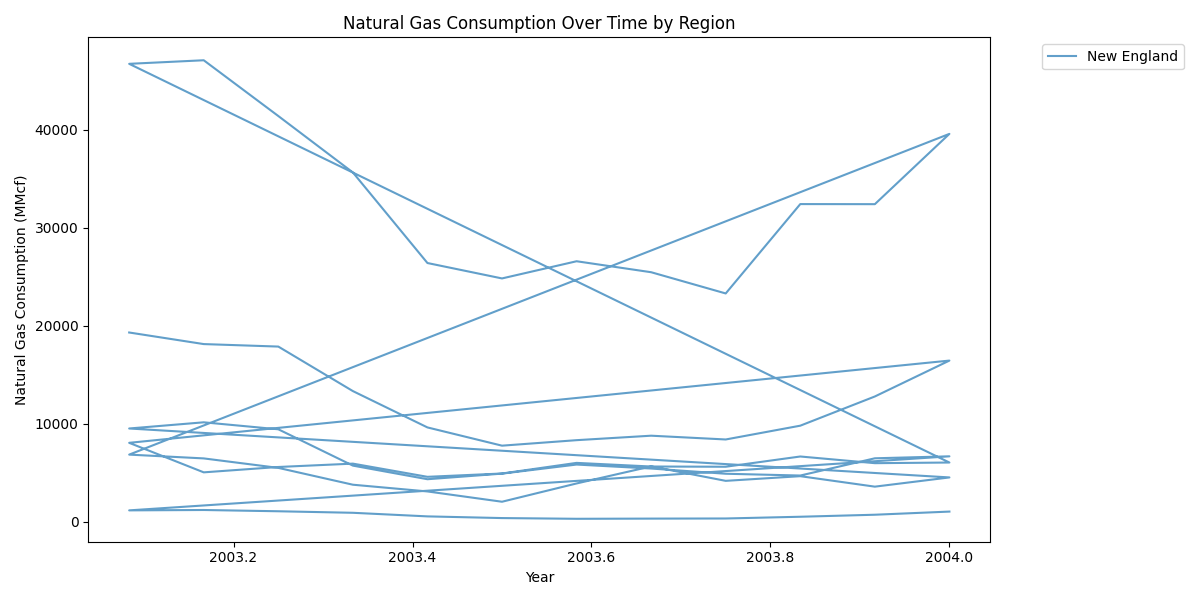 Natural Gas Consumption Over Time by Region
New England
Natural Gas Consumption (MMcf)
40000
30000
20000
10000
0
2003.2 2003.4 2003.6 2003.8 2004.0
Year